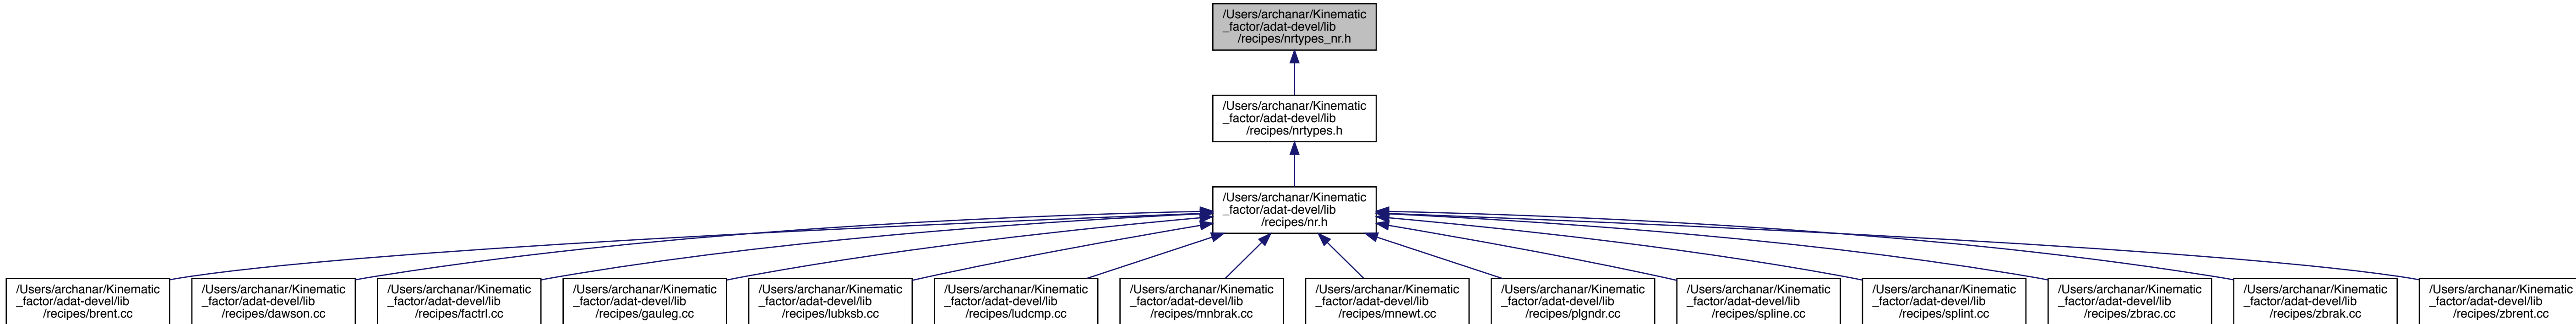 /Users/archanar/Kinematic
_factor/adat-devel/lib
/recipes/nrtypes_nr.h
/Users/archanar/Kinematic
_factor/adat-devel/lib
/recipes/nrtypes.h
/Users/archanar/Kinematic
_factor/adat-devel/lib
/recipes/nr.h
/Users/archanar/Kinematic
_factor/adat-devel/lib
/recipes/brent.cc
/Users/archanar/Kinematic
_factor/adat-devel/lib
/recipes/dawson.cc
/Users/archanar/Kinematic
_factor/adat-devel/lib
/recipes/factrl.cc
/Users/archanar/Kinematic
_factor/adat-devel/lib
/recipes/gauleg.cc
/Users/archanar/Kinematic
_factor/adat-devel/lib
/recipes/lubksb.cc
/Users/archanar/Kinematic
_factor/adat-devel/lib
/recipes/ludcmp.cc
/Users/archanar/Kinematic
_factor/adat-devel/lib
/recipes/mnbrak.cc
/Users/archanar/Kinematic
_factor/adat-devel/lib
/recipes/mnewt.cc
/Users/archanar/Kinematic
_factor/adat-devel/lib
/recipes/plgndr.cc
/Users/archanar/Kinematic
_factor/adat-devel/lib
/recipes/spline.cc
/Users/archanar/Kinematic
_factor/adat-devel/lib
/recipes/splint.cc
/Users/archanar/Kinematic
_factor/adat-devel/lib
/recipes/zbrac.cc
/Users/archanar/Kinematic
_factor/adat-devel/lib
/recipes/zbrak.cc
/Users/archanar/Kinematic
_factor/adat-devel/lib
/recipes/zbrent.cc